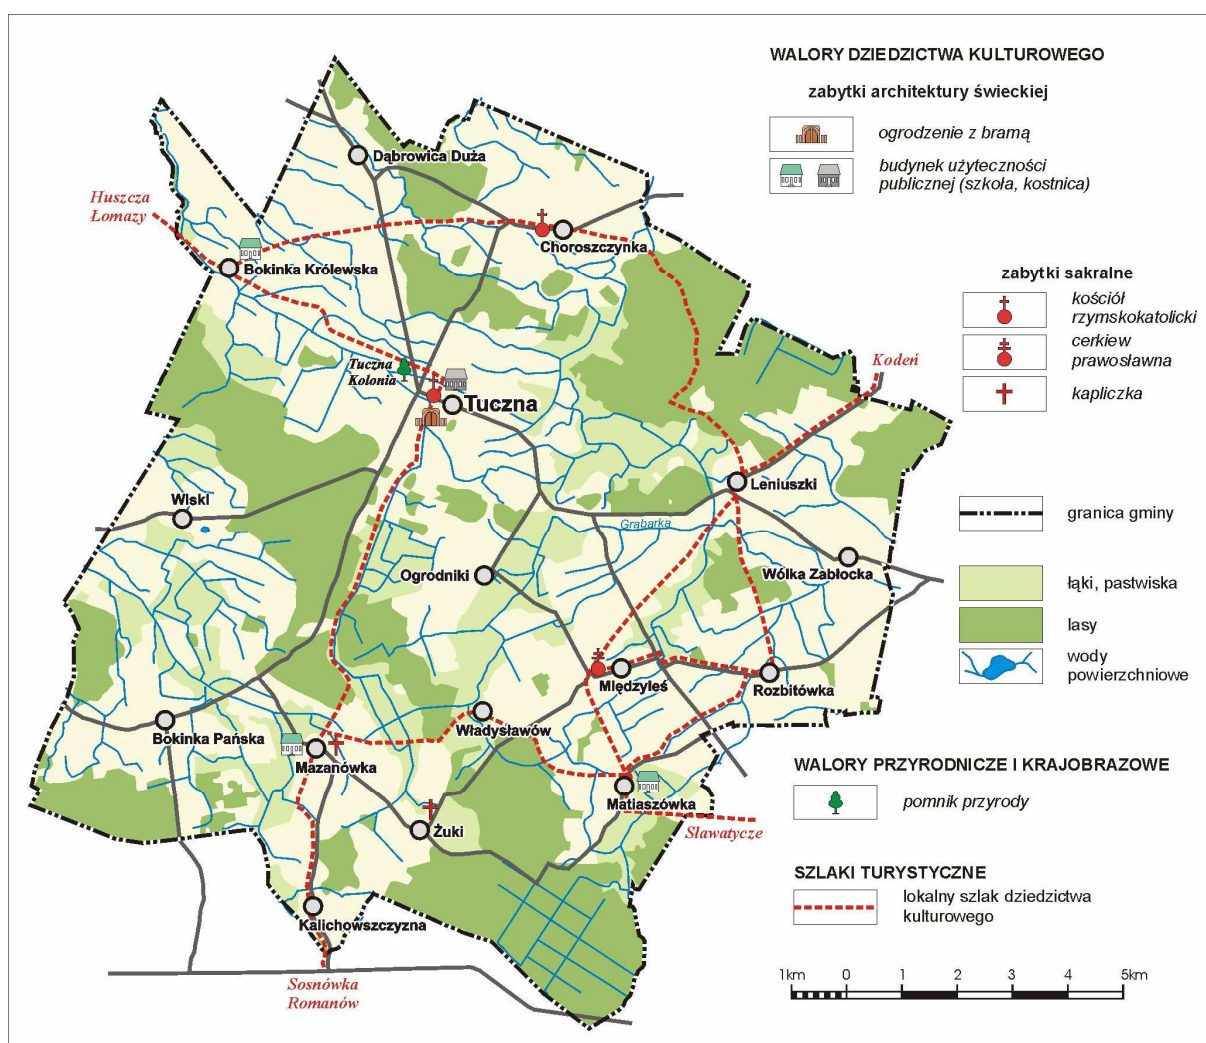 WALORY DZIEDZICTWA KULTUROWEGO
zabytki architektury świeckiej
ogrodzenie z bramą
budynek użyteczności
publicznej (szkoła, kostnica)
zabytki sakralne
kościół
rzymskokatolicki
cerkiew
prawosławna
kapliczka
granica gminy
łąki, pastwiska
lasy
wody
powierzchniowe
WALORY PRZYRODNICZE I KRAJOBRAZOWE
pomnik przyrody
SZLAKI TURYSTYCZNE
lokalny szlak dziedzictwa
kulturowego
1km 0 1 2 3 4 5km
Dąbrowica Duża
Huszcza
Łomazy
Choroszczynka
Bokinka Królewska
Tuczna
Kolonia
Kodeń
Tuczna
Leniuszki
Wiski
Grabarka
Ogrodniki
Wólka Zabłocka
Międzyleś
Rozbitówka
Władysławów
Bokinka Pańska
Mazanówka
Matiaszówka
Żuki
Sławatycze
Kalichowszczyzna
Sosnówka
Romanów